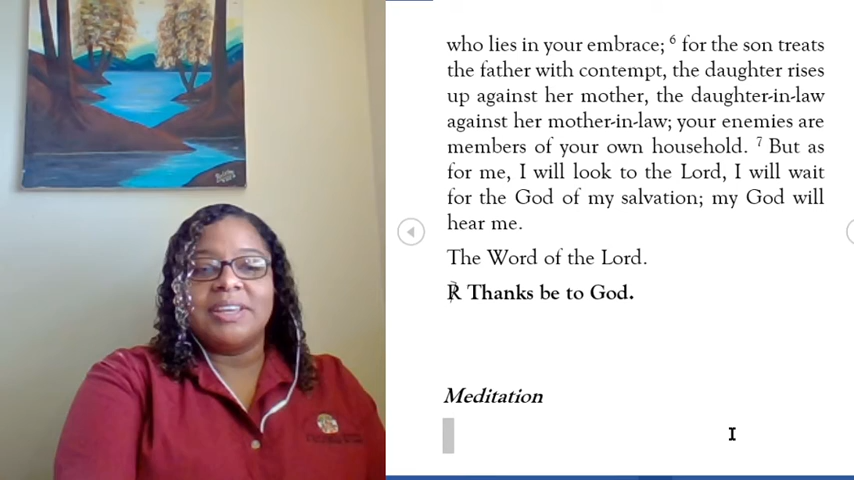 who lies in your embrace; 6 for the son treats
the father with contempt, the daughter rises
up against her mother, the daughter-in-law
against her mother-in-law; your enemies are
members of your own household. 7 But as
for me, I will look to the Lord, I will wait
for the God of my salvation; my God will
hear me.
The Word of the Lord.
℟ Thanks be to God.
Meditation